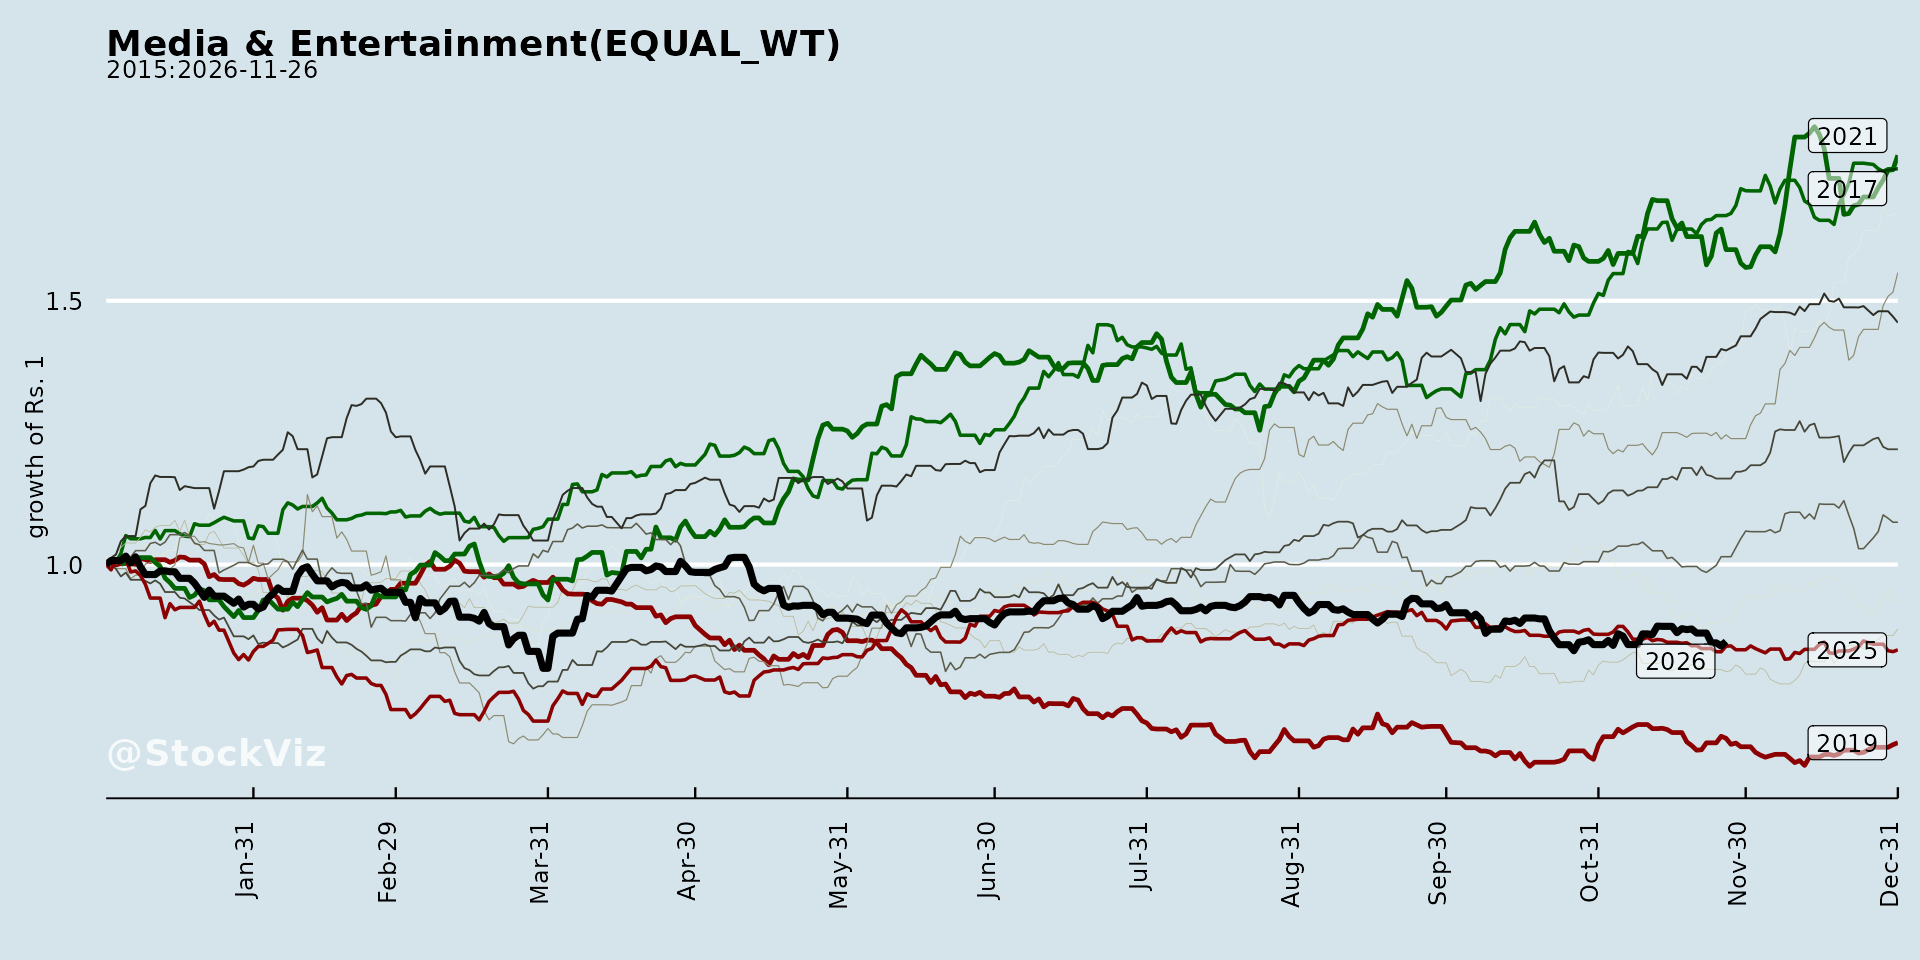 Media & Entertainment(EQUAL_WT)
2015:2026-11-26
growth of Rs. 1
1.5
1.0
2021
2017
2026
2025
2019
@StockViz
Jan-31
Feb-29
Mar-31
Apr-30
May-31
Jun-30
Jul-31
Aug-31
Sep-30
Oct-31
Nov-30
Dec-31